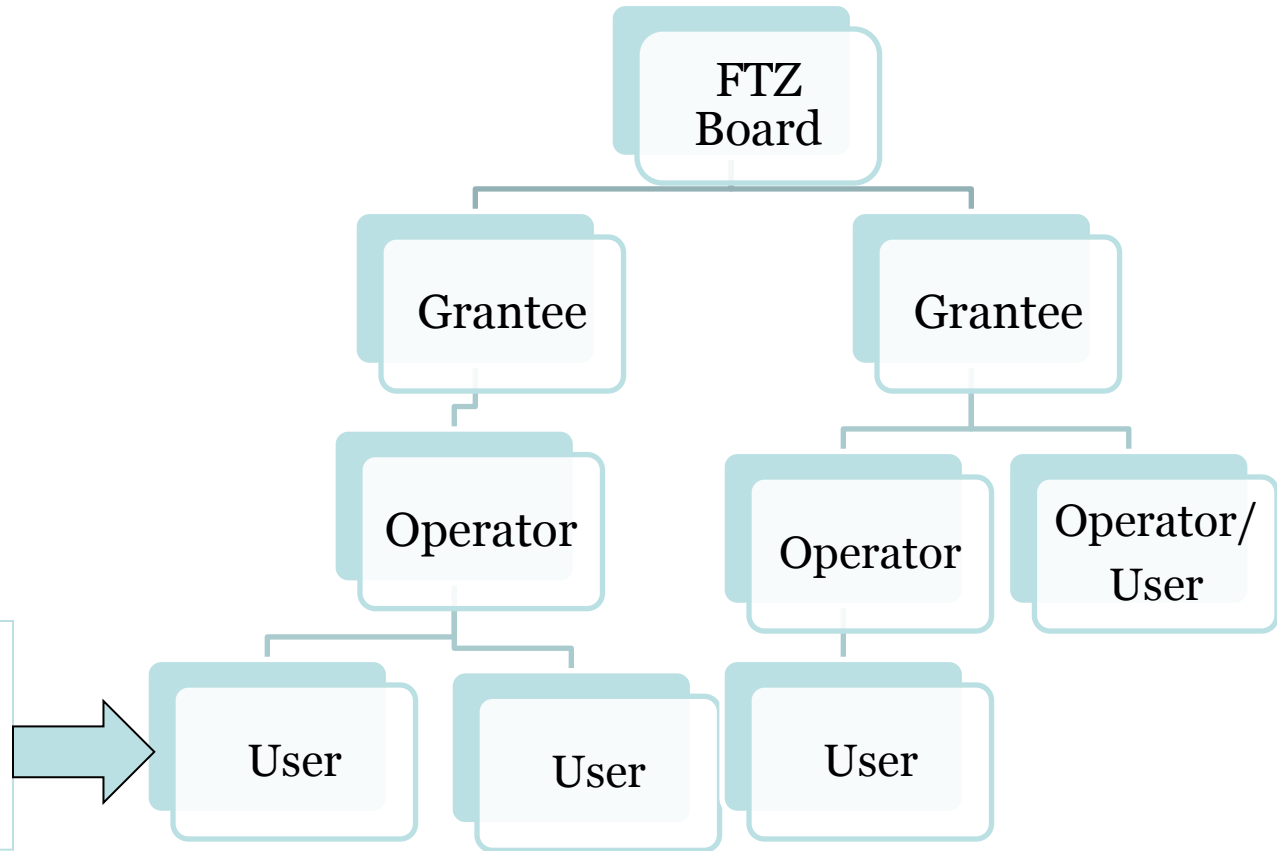 FTZ
Board
Grantee
Grantee
Operator
Operator
Operator/
User
User
User
User